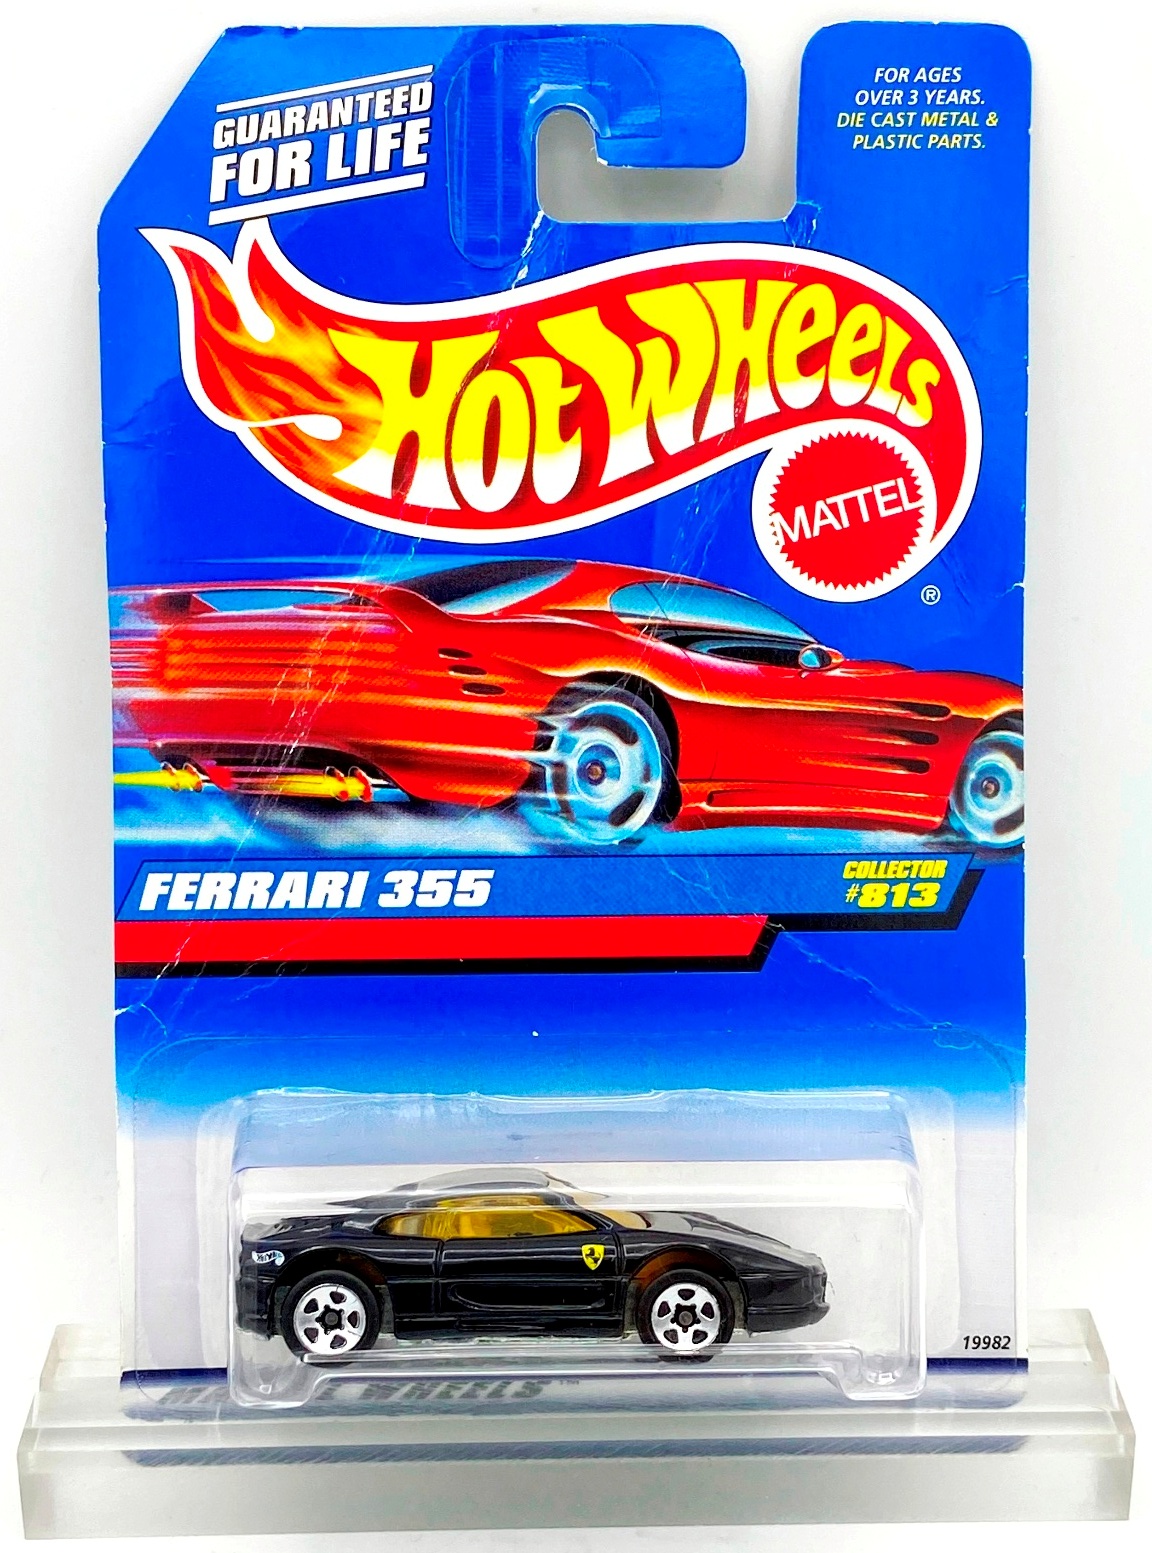 GUARANTEED
FOR LIFE
FOR AGES
OVER 3 YEARS.
DIE CAST METAL &
PLASTIC PARTS.
HOT WHEELS
MATTEL
®
FERRARI 355
COLLECTOR
#813
19982
WHEELS™